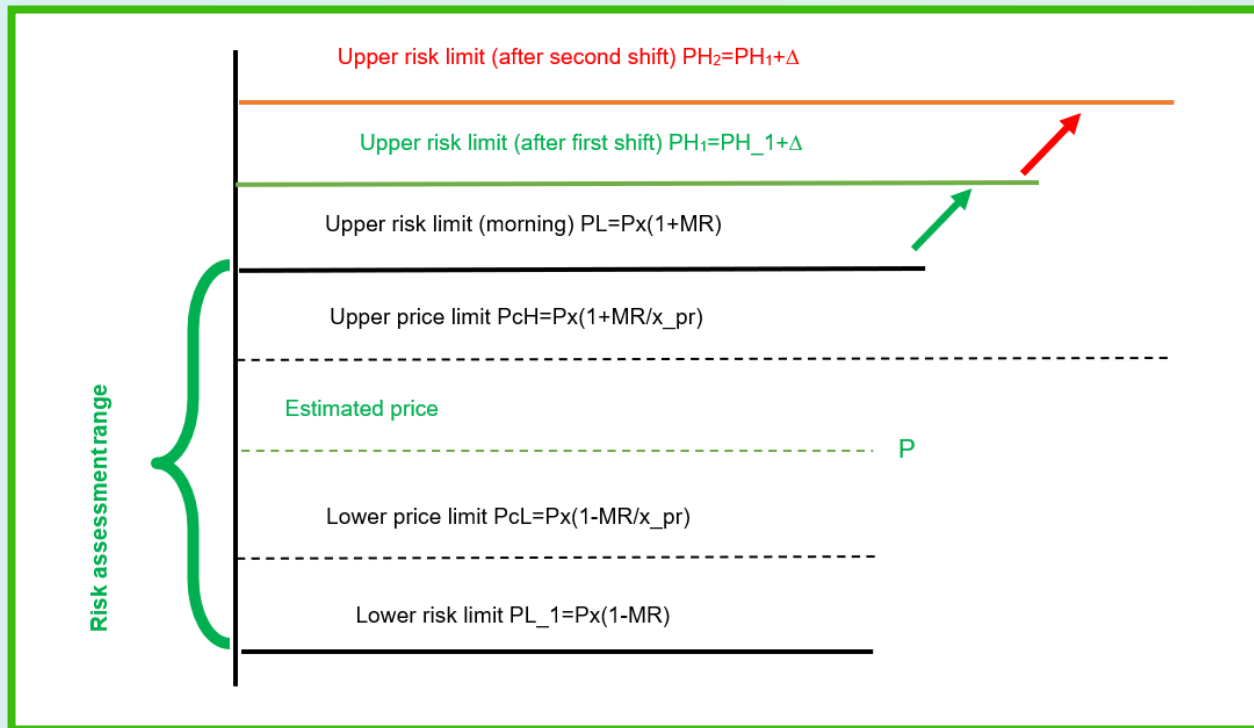 Upper risk limit (after second shift) PH₂=PH₁+Δ
Upper risk limit (after first shift) PH₁=PH_1+Δ
Upper risk limit (morning) PL=Px(1+MR)
Upper price limit PcH=Px(1+MR/x_pr)
Estimated price
P
Lower price limit PcL=Px(1-MR/x_pr)
Lower risk limit PL_1=Px(1-MR)
Risk assessment range